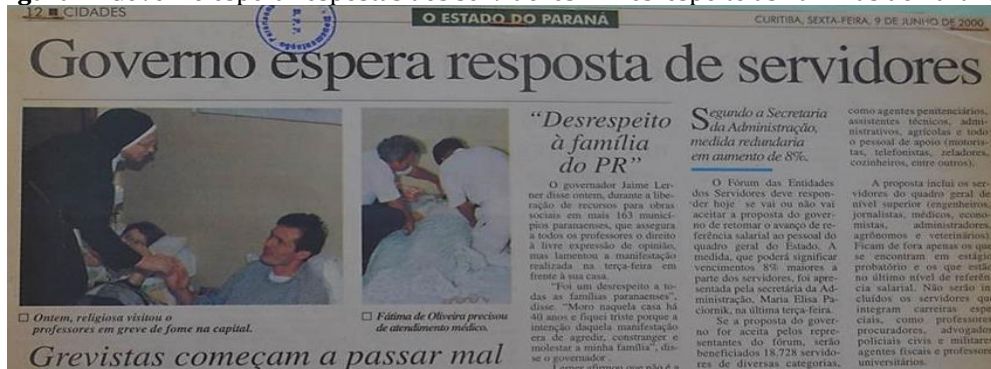 12 ■ CIDADES
O ESTADO DO PARANÁ
CURITIBA, SEXTA-FEIRA, 9 DE JUNHO DE 2000
Governo espera resposta de servidores
□ Ontem, religiosa visitou o
professores em greve de fome na capital.
□ Fátima de Oliveira precisou
de atendimento médico.
Grevistas começam a passar mal
“Desrespeito
à família
do PR”
O governador Jaime Ler-
ner disse ontem, durante a libe-
ração de recursos para obras
sociais em mais 163 municí-
pios paranaenses, que assegura
a todos os professores o direito
à livre expressão de opinião,
mas lamentou a manifestação
realizada na terça-feira em
frente à sua casa.
“Foi um desrespeito a to-
das as famílias paranaenses”,
disse. “Moro naquela casa há
40 anos e fiquei triste porque a
intenção daquela manifestação
era de agredir, constranger e
molestar a minha família”, dis-
se o governador.
Lerner afirmou que não é a
Segundo a Secretaria
da Administração,
medida redundaria
em aumento de 8%.
O Fórum das Entidades
dos Servidores deve respon-
der hoje se vai ou não vai
aceitar a proposta do gover-
no de retomar o avanço de re-
ferência salarial ao pessoal do
quadro geral do Estado. A
medida, que poderá significar
vencimentos 8% maiores a
parte dos servidores, foi apre-
sentada pela secretária da Ad-
ministração, Maria Elisa Pa-
ciornik, na última terça-feira.
Se a proposta do gover-
no for aceita pelos repre-
sentantes do fórum, serão
beneficiados 18.728 servido-
res de diversas categorias,
como agentes penitenciários,
assistentes técnicos, admi-
nistrativos, agrícolas e todo
o pessoal de apoio (motoris-
tas, telefonistas, zeladores,
cozinheiros, entre outros).
A proposta inclui os ser-
vidores do quadro geral de
nível superior (engenheiros,
jornalistas, médicos, econo-
mistas, administradores,
agrônomos e veterinários).
Ficam de fora apenas os que
se encontram em estágio
probatório e os que estão
no último nível de referên-
cia salarial. Não serão in-
cluídos os servidores que
integram carreiras espe-
ciais, como professores
procuradores, advogados
policiais civis e militares
agentes fiscais e professores
universitários.